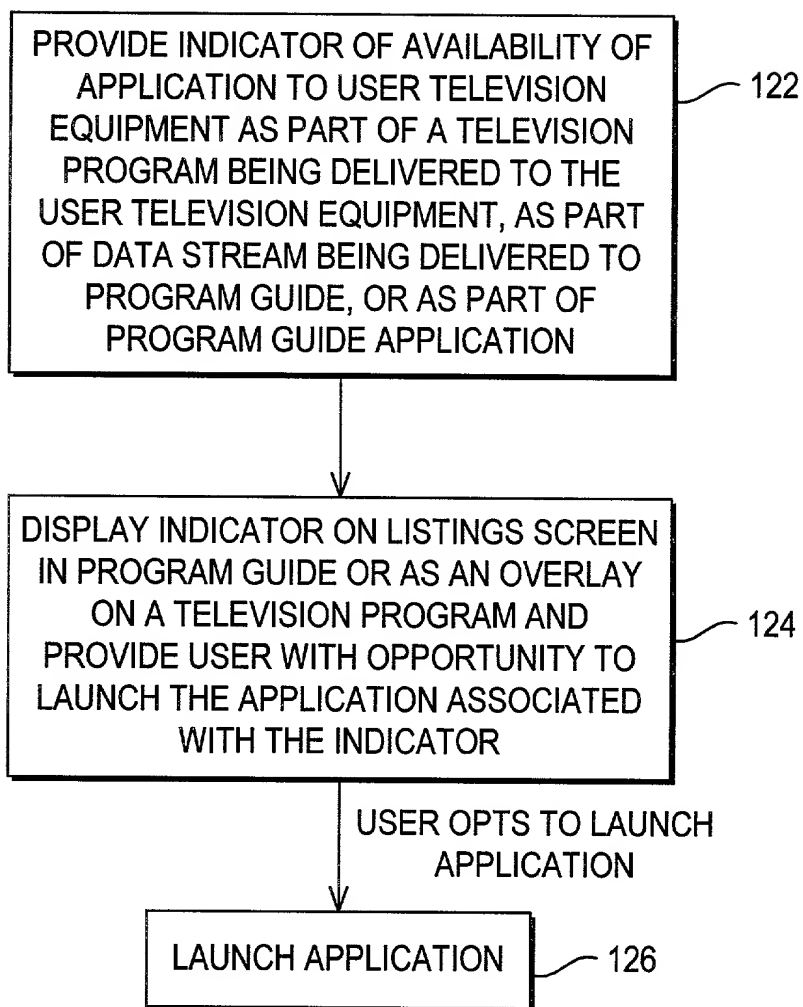 PROVIDE INDICATOR OF AVAILABILITY OF
APPLICATION TO USER TELEVISION
EQUIPMENT AS PART OF A TELEVISION
PROGRAM BEING DELIVERED TO THE
USER TELEVISION EQUIPMENT, AS PART
OF DATA STREAM BEING DELIVERED TO
PROGRAM GUIDE, OR AS PART OF
PROGRAM GUIDE APPLICATION
122
DISPLAY INDICATOR ON LISTINGS SCREEN
IN PROGRAM GUIDE OR AS AN OVERLAY
ON A TELEVISION PROGRAM AND
PROVIDE USER WITH OPPORTUNITY TO
LAUNCH THE APPLICATION ASSOCIATED
WITH THE INDICATOR
124
USER OPTS TO LAUNCH
APPLICATION
LAUNCH APPLICATION
126